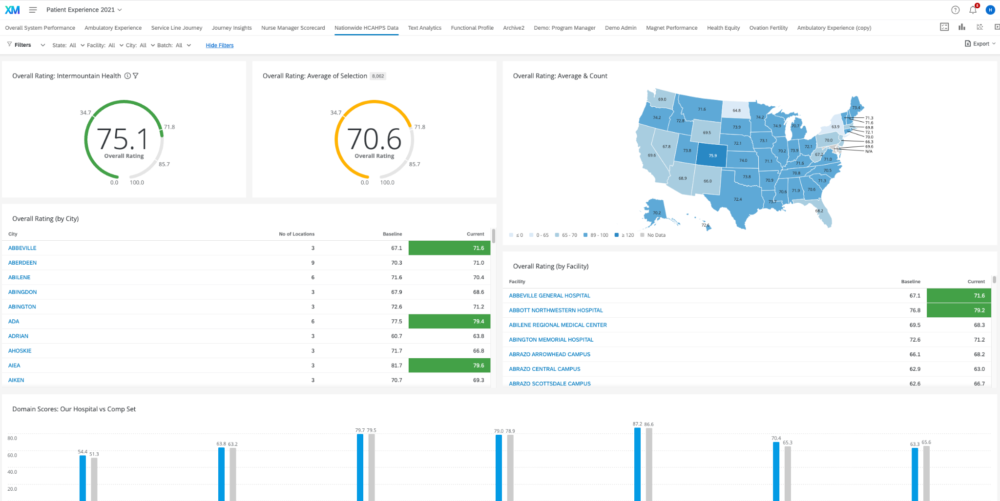 XM Patient Experience 2021
? 8 H
Overall System Performance Ambulatory Experience Service Line Journey Journey Insights Nurse Manager Scorecard Nationwide HCAHPS Data Text Analytics Functional Profile Archive2 Demo: Program Manager Demo Admin Magnet Performance Health Equity Ovation Fertility Ambulatory Experience (copy)
Filters State: All Facility: All City: All Batch: All Hide Filters Export
Overall Rating: Intermountain Health
34.7
71.8
75.1
Overall Rating
85.7
0.0 100.0
Overall Rating: Average of Selection 8,062
34.7
71.8
70.6
Overall Rating
85.7
0.0 100.0
Overall Rating: Average & Count
69.0
71.6
64.8
74.2
73.4
74.2
72.8
73.9
74.9
70.7
63.9
71.3
71.6
69.8
72.1
70.0
66.3
69.6
N/A
69.5
72.1
73.1
70.0
67.8
73.8
75.9
70.2
73.9
72.1
67.2
69.6
74.0
71.1
71.6
71.0
68.9
66.0
73.8
70.9
70.8
70.5
71.3
72.4
73.7
70.6
71.9
70.6
68.2
70.2
72.6
≤ 0 0 - 65 65 - 70 89 - 100 ≥ 120 No Data
Overall Rating (by City)
City No of Locations Baseline Current
ABBEVILLE 3 67.1 71.6
ABERDEEN 9 70.3 71.0
ABILENE 6 71.6 70.4
ABINGDON 3 67.9 68.6
ABINGTON 3 72.6 71.2
ADA 6 77.5 79.4
ADRIAN 3 60.7 63.8
AHOSKIE 3 71.7 66.8
AIEA 3 81.7 79.6
AIKEN 3 70.7 69.3
Overall Rating (by Facility)
Facility Baseline Current
ABBEVILLE GENERAL HOSPITAL 67.1 71.6
ABBOTT NORTHWESTERN HOSPITAL 76.8 79.2
ABILENE REGIONAL MEDICAL CENTER 69.5 68.3
ABINGTON MEMORIAL HOSPITAL 72.6 71.2
ABRAZO ARROWHEAD CAMPUS 66.1 68.2
ABRAZO CENTRAL CAMPUS 62.9 63.0
ABRAZO SCOTTSDALE CAMPUS 62.6 66.7
Domain Scores: Our Hospital vs Comp Set
80.0
60.0
40.0
20.0
54.4 51.3
63.8 63.2
79.7 79.5
79.0 78.9
87.2 86.6
70.4 65.3
63.3 65.6